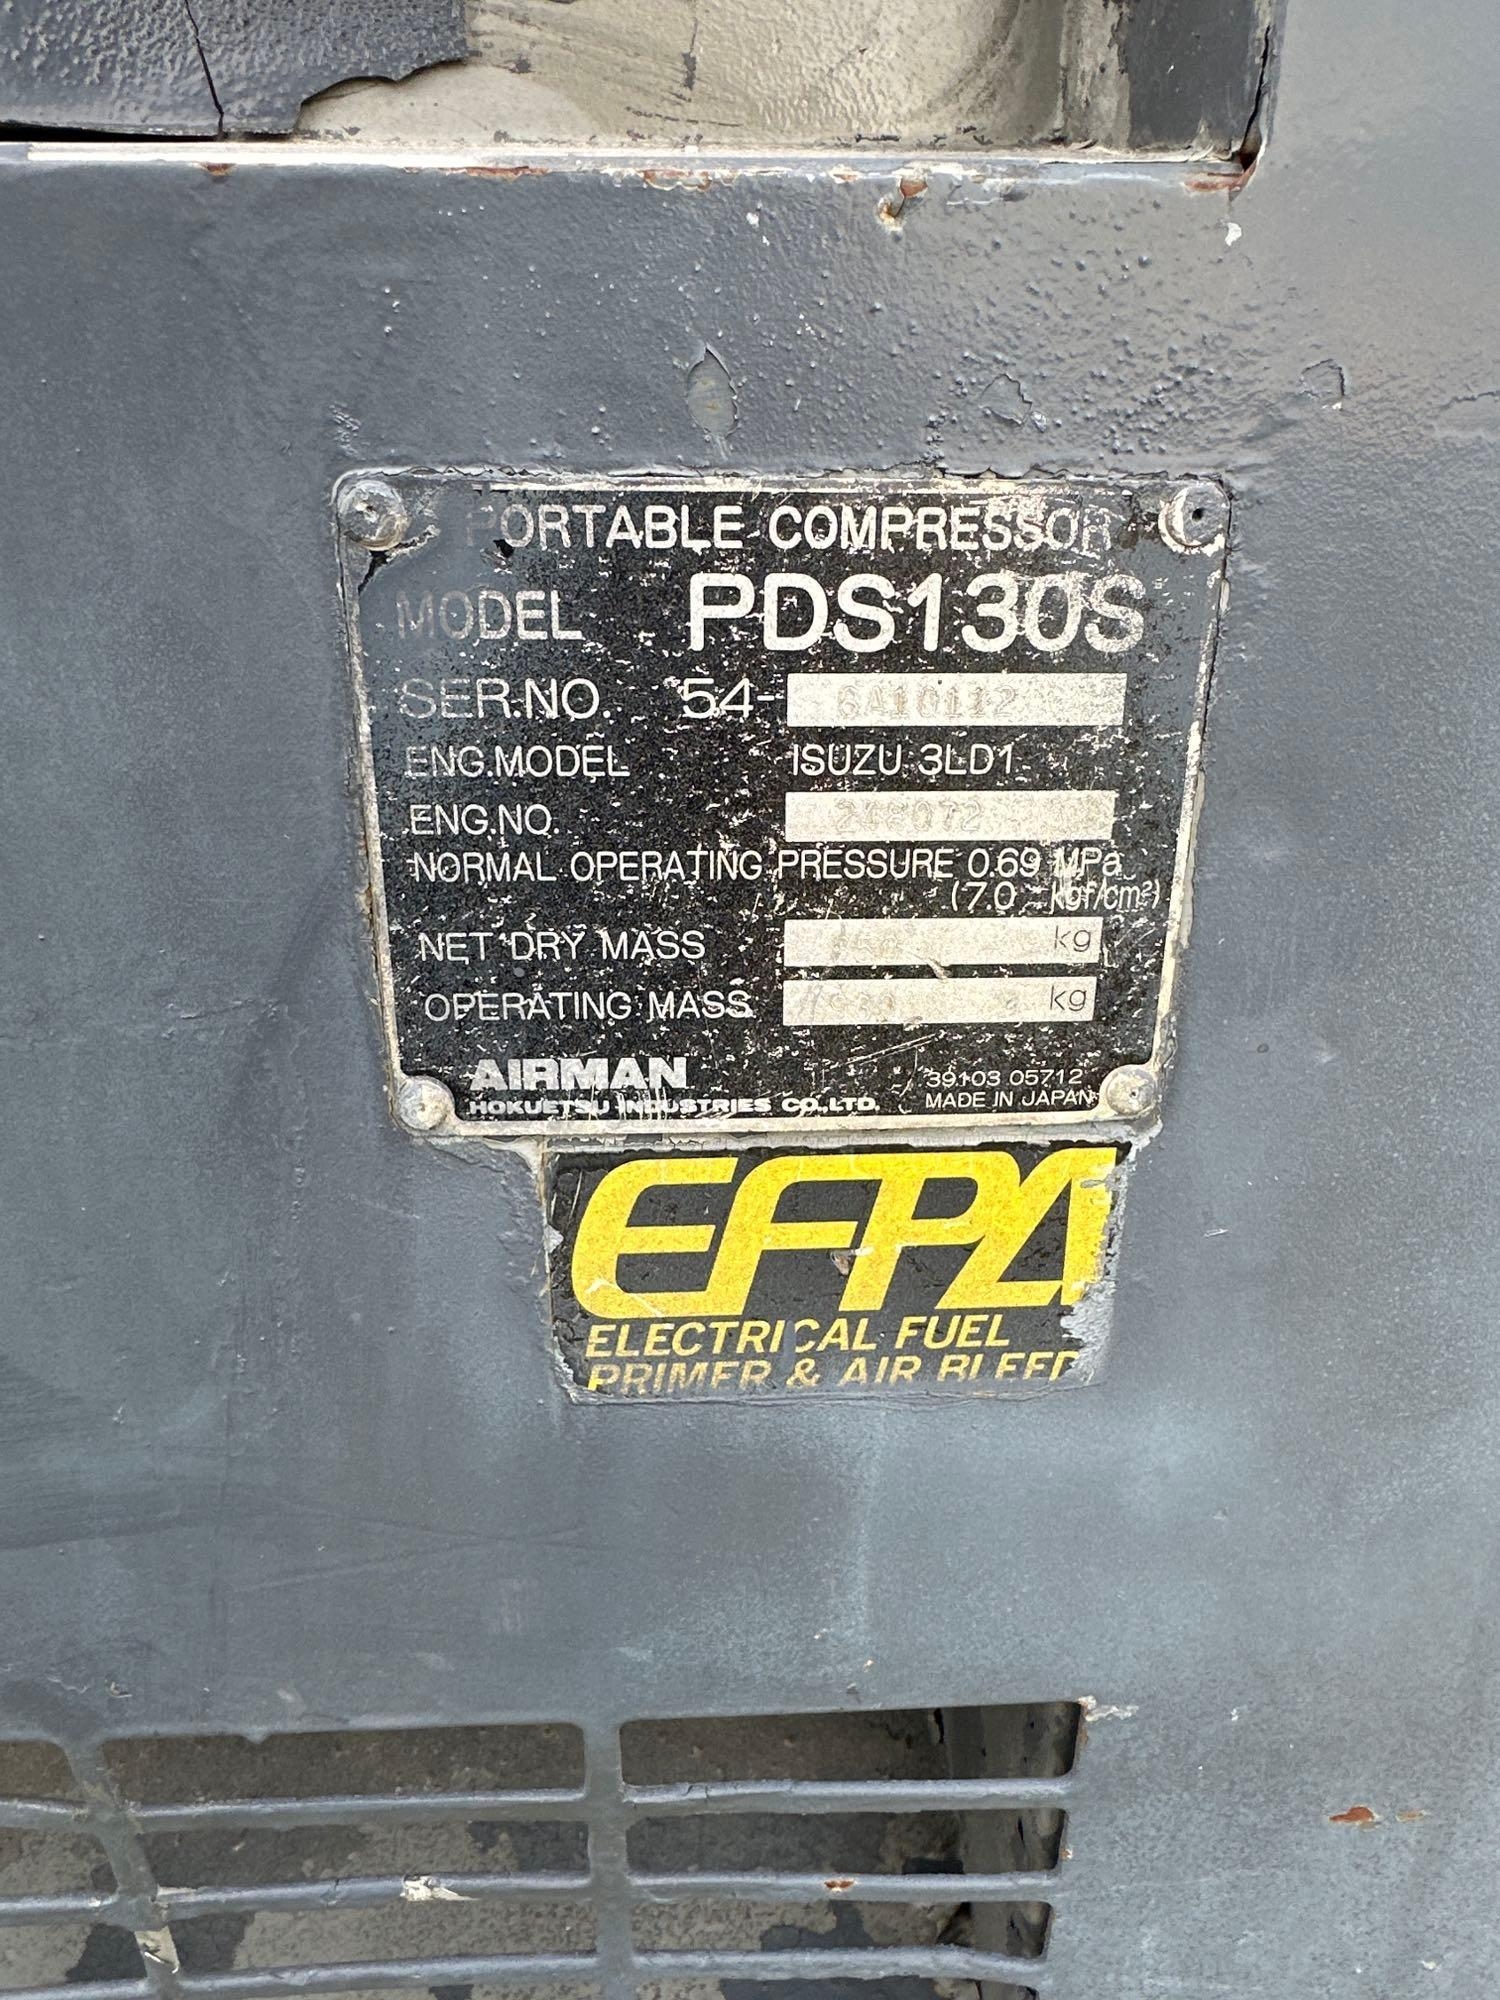 PORTABLE COMPRESSOR
MODEL PDS130S
SER.NO. 54- 6A10112
ENG.MODEL ISUZU 3LD1
ENG.NO. 248072
NORMAL OPERATING PRESSURE 0.69 MPa
(7.0 kgf/cm²)
NET DRY MASS kg
OPERATING MASS kg
AIRMAN
HOKUETSU INDUSTRIES CO.,LTD.
39103 05712
MADE IN JAPAN
EFPA
ELECTRICAL FUEL
PRIMER & AIR BLEED